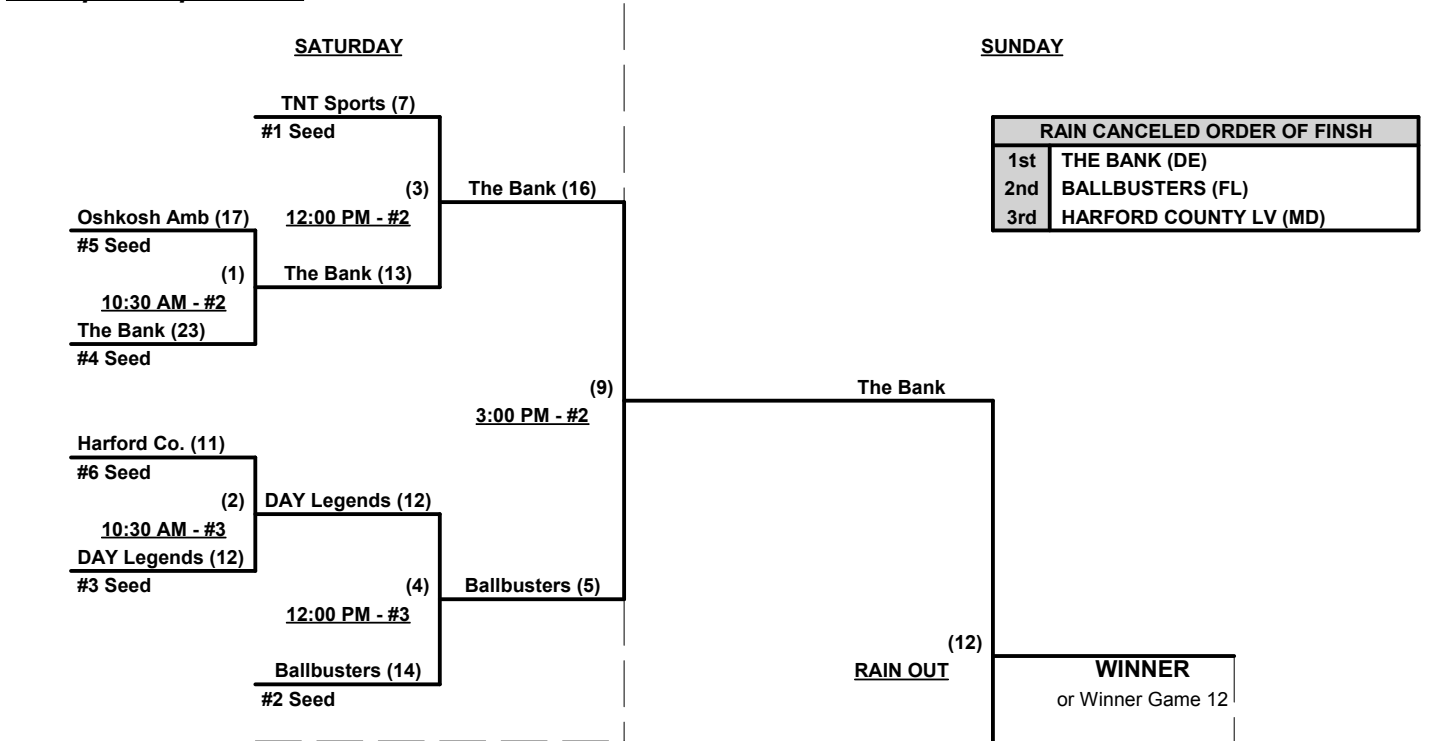 SATURDAY
SUNDAY
TNT Sports (7)
#1 Seed
RAIN CANCELED ORDER OF FINSH
1st THE BANK (DE)
2nd BALLBUSTERS (FL)
3rd HARFORD COUNTY LV (MD)
(3)
The Bank (16)
12:00 PM - #2
Oshkosh Amb (17)
#5 Seed
(1)
The Bank (13)
10:30 AM - #2
The Bank (23)
#4 Seed
(9)
The Bank
3:00 PM - #2
Harford Co. (11)
#6 Seed
(2)
DAY Legends (12)
10:30 AM - #3
DAY Legends (12)
#3 Seed
(4)
Ballbusters (5)
12:00 PM - #3
(12)
RAIN OUT
WINNER
or Winner Game 12
Ballbusters (14)
#2 Seed